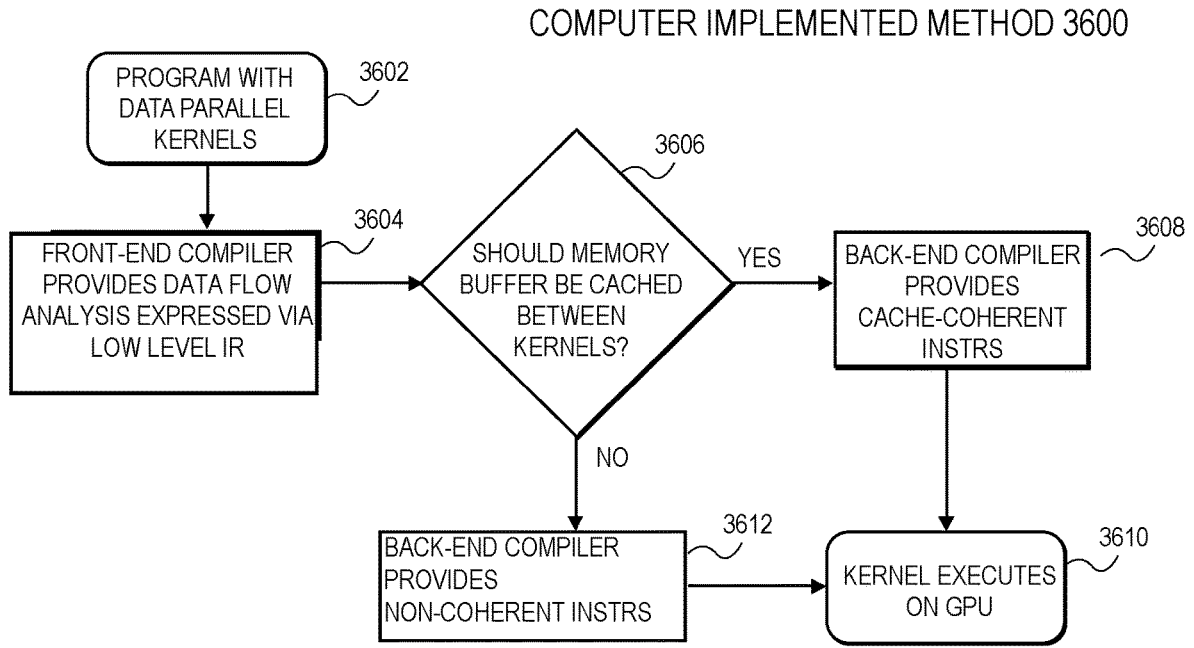 COMPUTER IMPLEMENTED METHOD 3600
PROGRAM WITH
DATA PARALLEL
KERNELS
3602
FRONT-END COMPILER
PROVIDES DATA FLOW
ANALYSIS EXPRESSED VIA
LOW LEVEL IR
3604
SHOULD MEMORY
BUFFER BE CACHED
BETWEEN
KERNELS?
3606
YES
BACK-END COMPILER
PROVIDES
CACHE-COHERENT
INSTRS
3608
NO
BACK-END COMPILER
PROVIDES
NON-COHERENT INSTRS
3612
KERNEL EXECUTES
ON GPU
3610